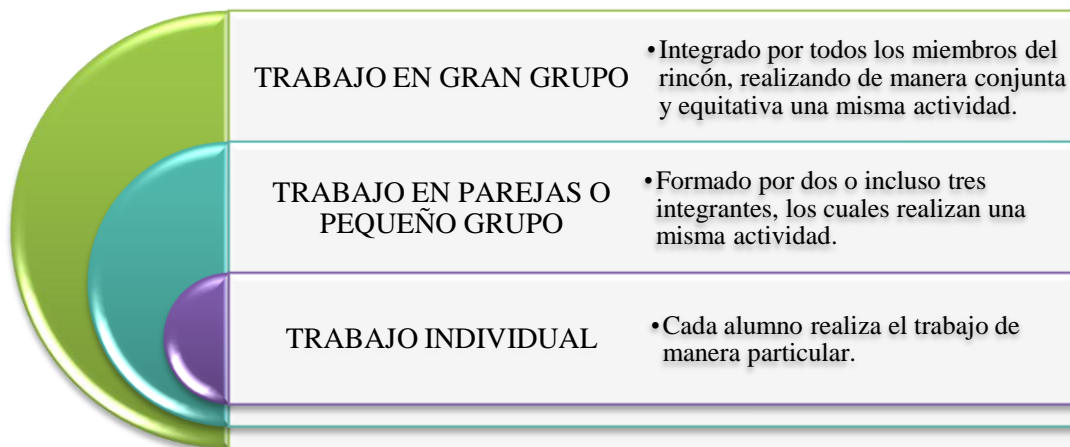 TRABAJO EN GRAN GRUPO
•Integrado por todos los miembros del
rincón, realizando de manera conjunta
y equitativa una misma actividad.
TRABAJO EN PAREJAS O
PEQUEÑO GRUPO
•Formado por dos o incluso tres
integrantes, los cuales realizan una
misma actividad.
TRABAJO INDIVIDUAL
•Cada alumno realiza el trabajo de
manera particular.